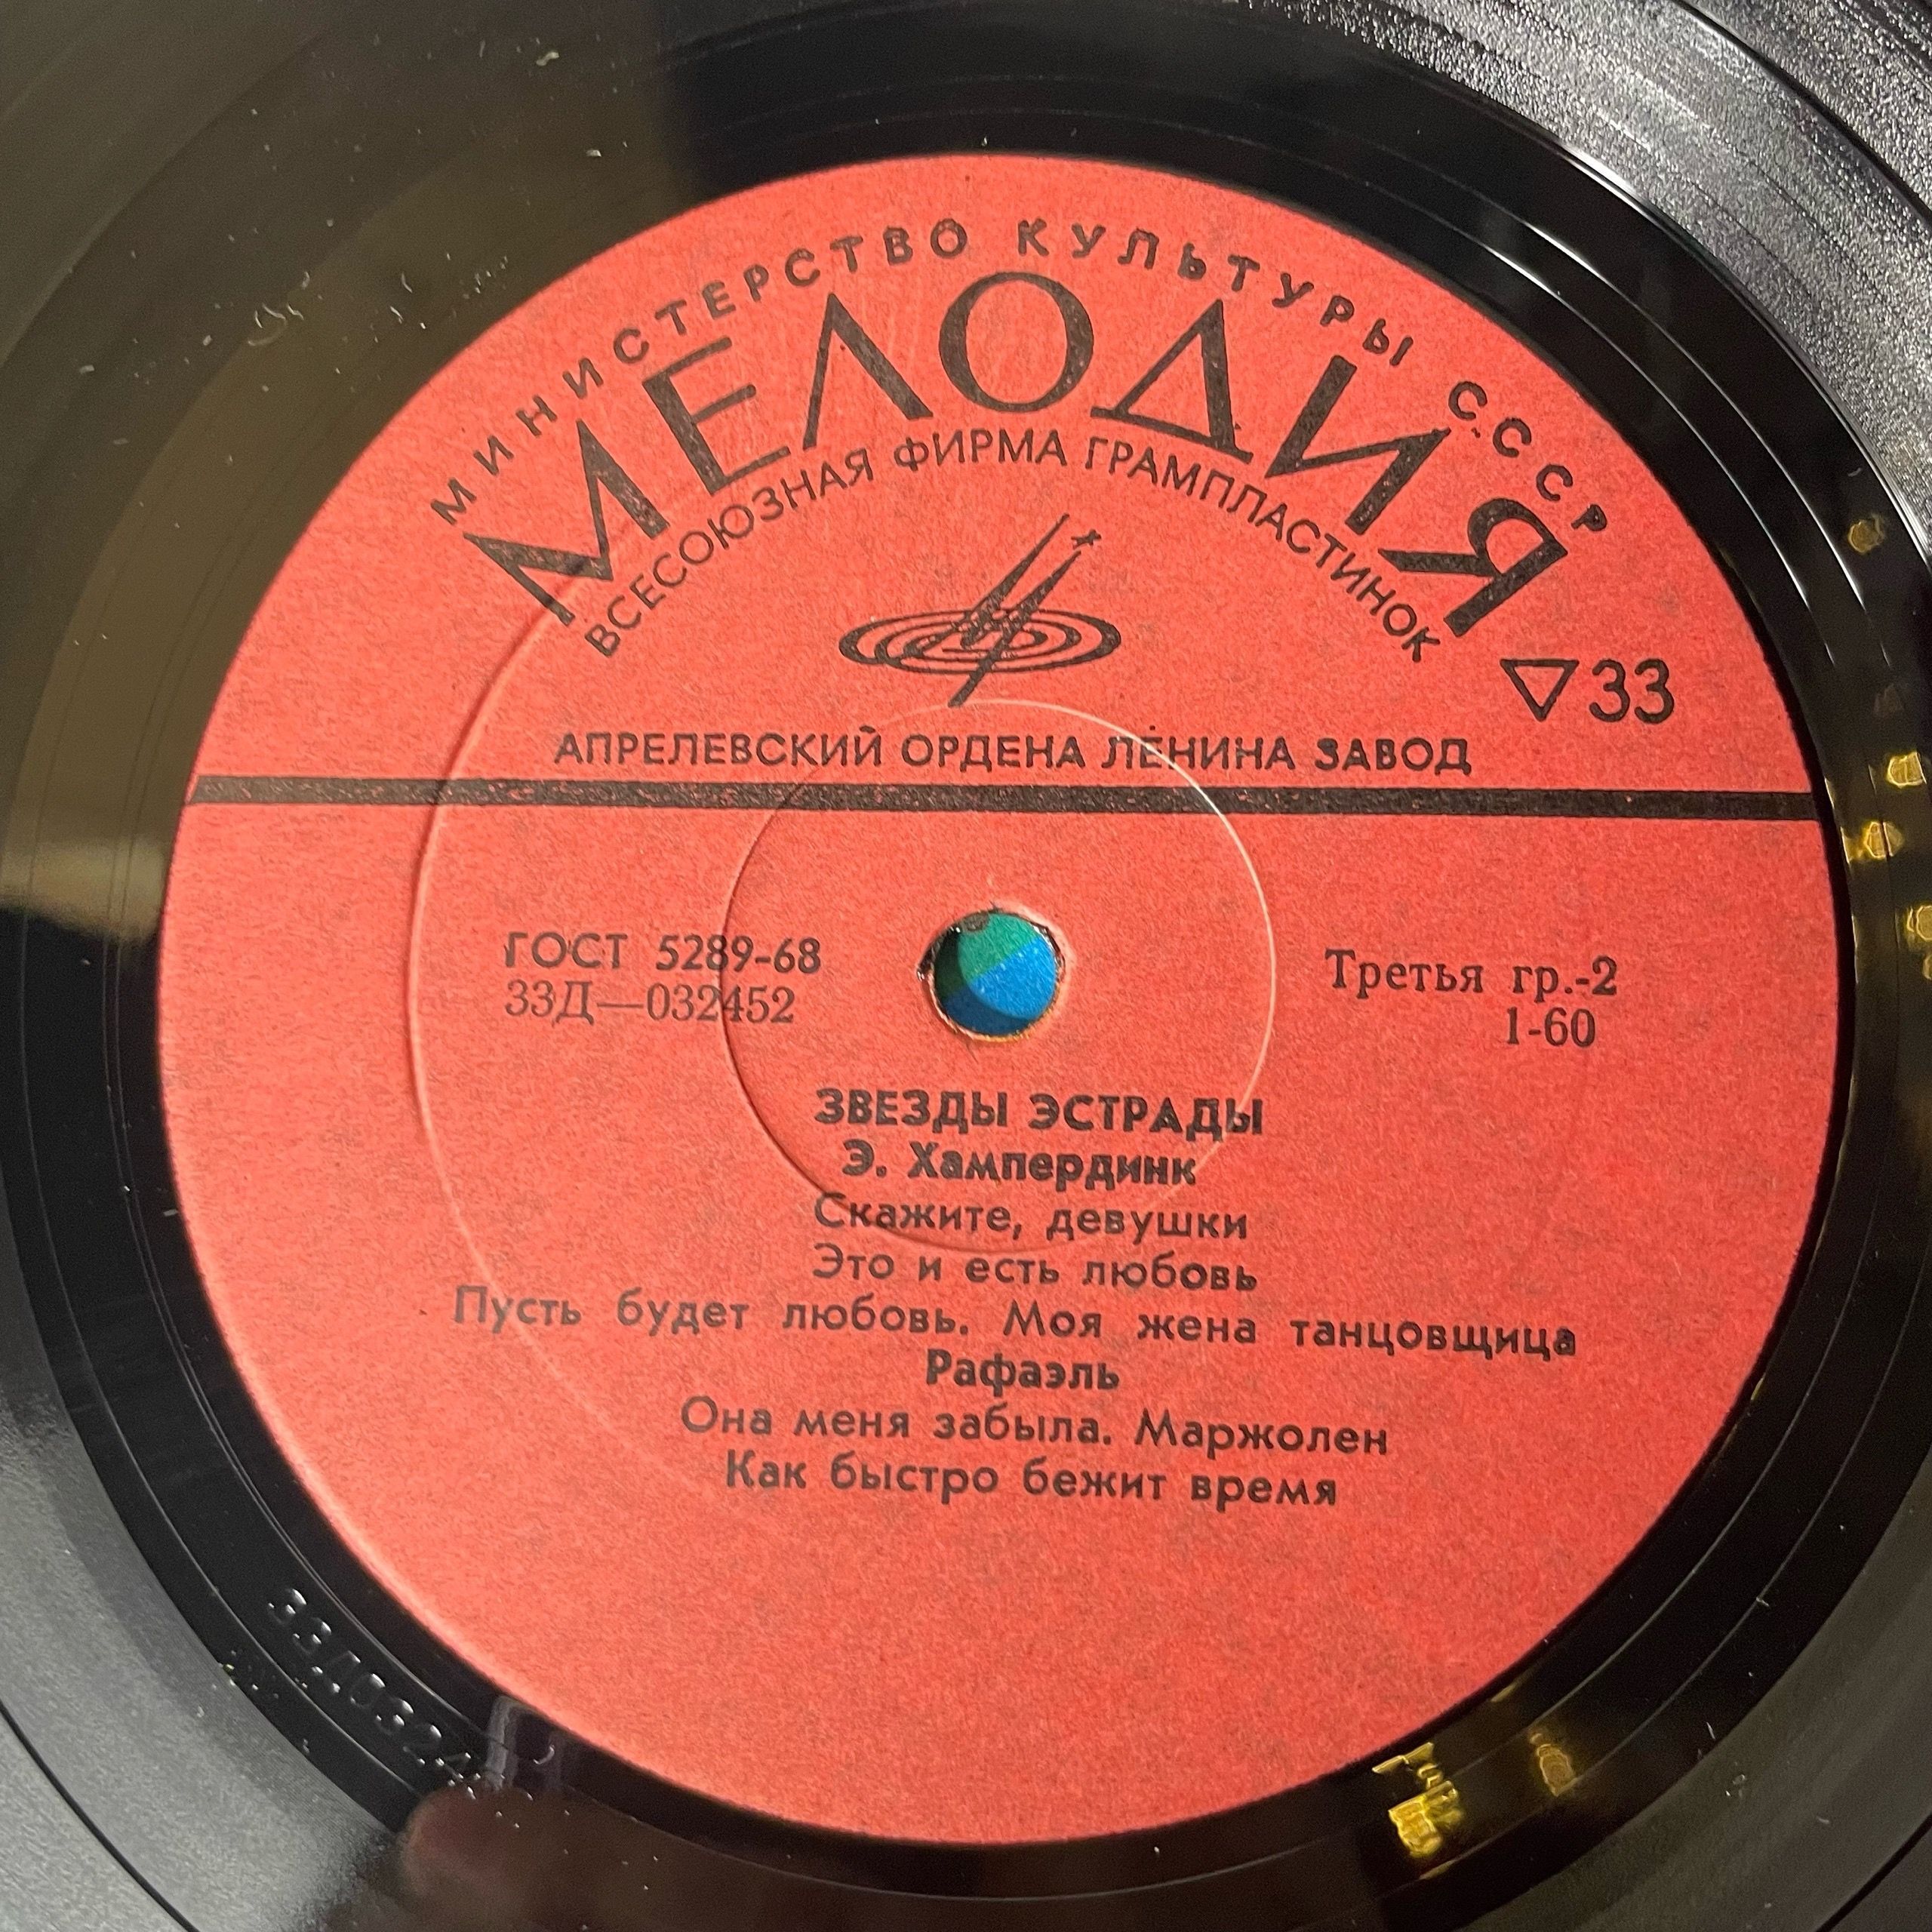 МИНИСТЕРСТВО КУЛЬТУРЫ СССР
МЕЛОДИЯ
ВСЕСОЮЗНАЯ ФИРМА ГРАМПЛАСТИНОК
▽33
АПРЕЛЕВСКИЙ ОРДЕНА ЛЕНИНА ЗАВОД
ГОСТ 5289-68
33Д—032452
Третья гр.-2
1-60
ЗВЕЗДЫ ЭСТРАДЫ
Э. Хампердинк
Скажите, девушки
Это и есть любовь
Пусть будет любовь. Моя жена танцовщица
Рафаэль
Она меня забыла. Маржолен
Как быстро бежит время